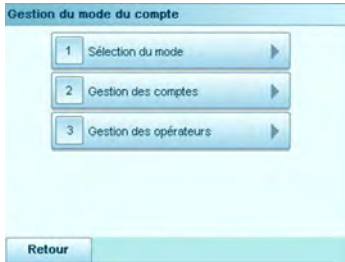 Gestion du mode du compte
1 Sélection du mode
2 Gestion des comptes
3 Gestion des opérateurs
Retour